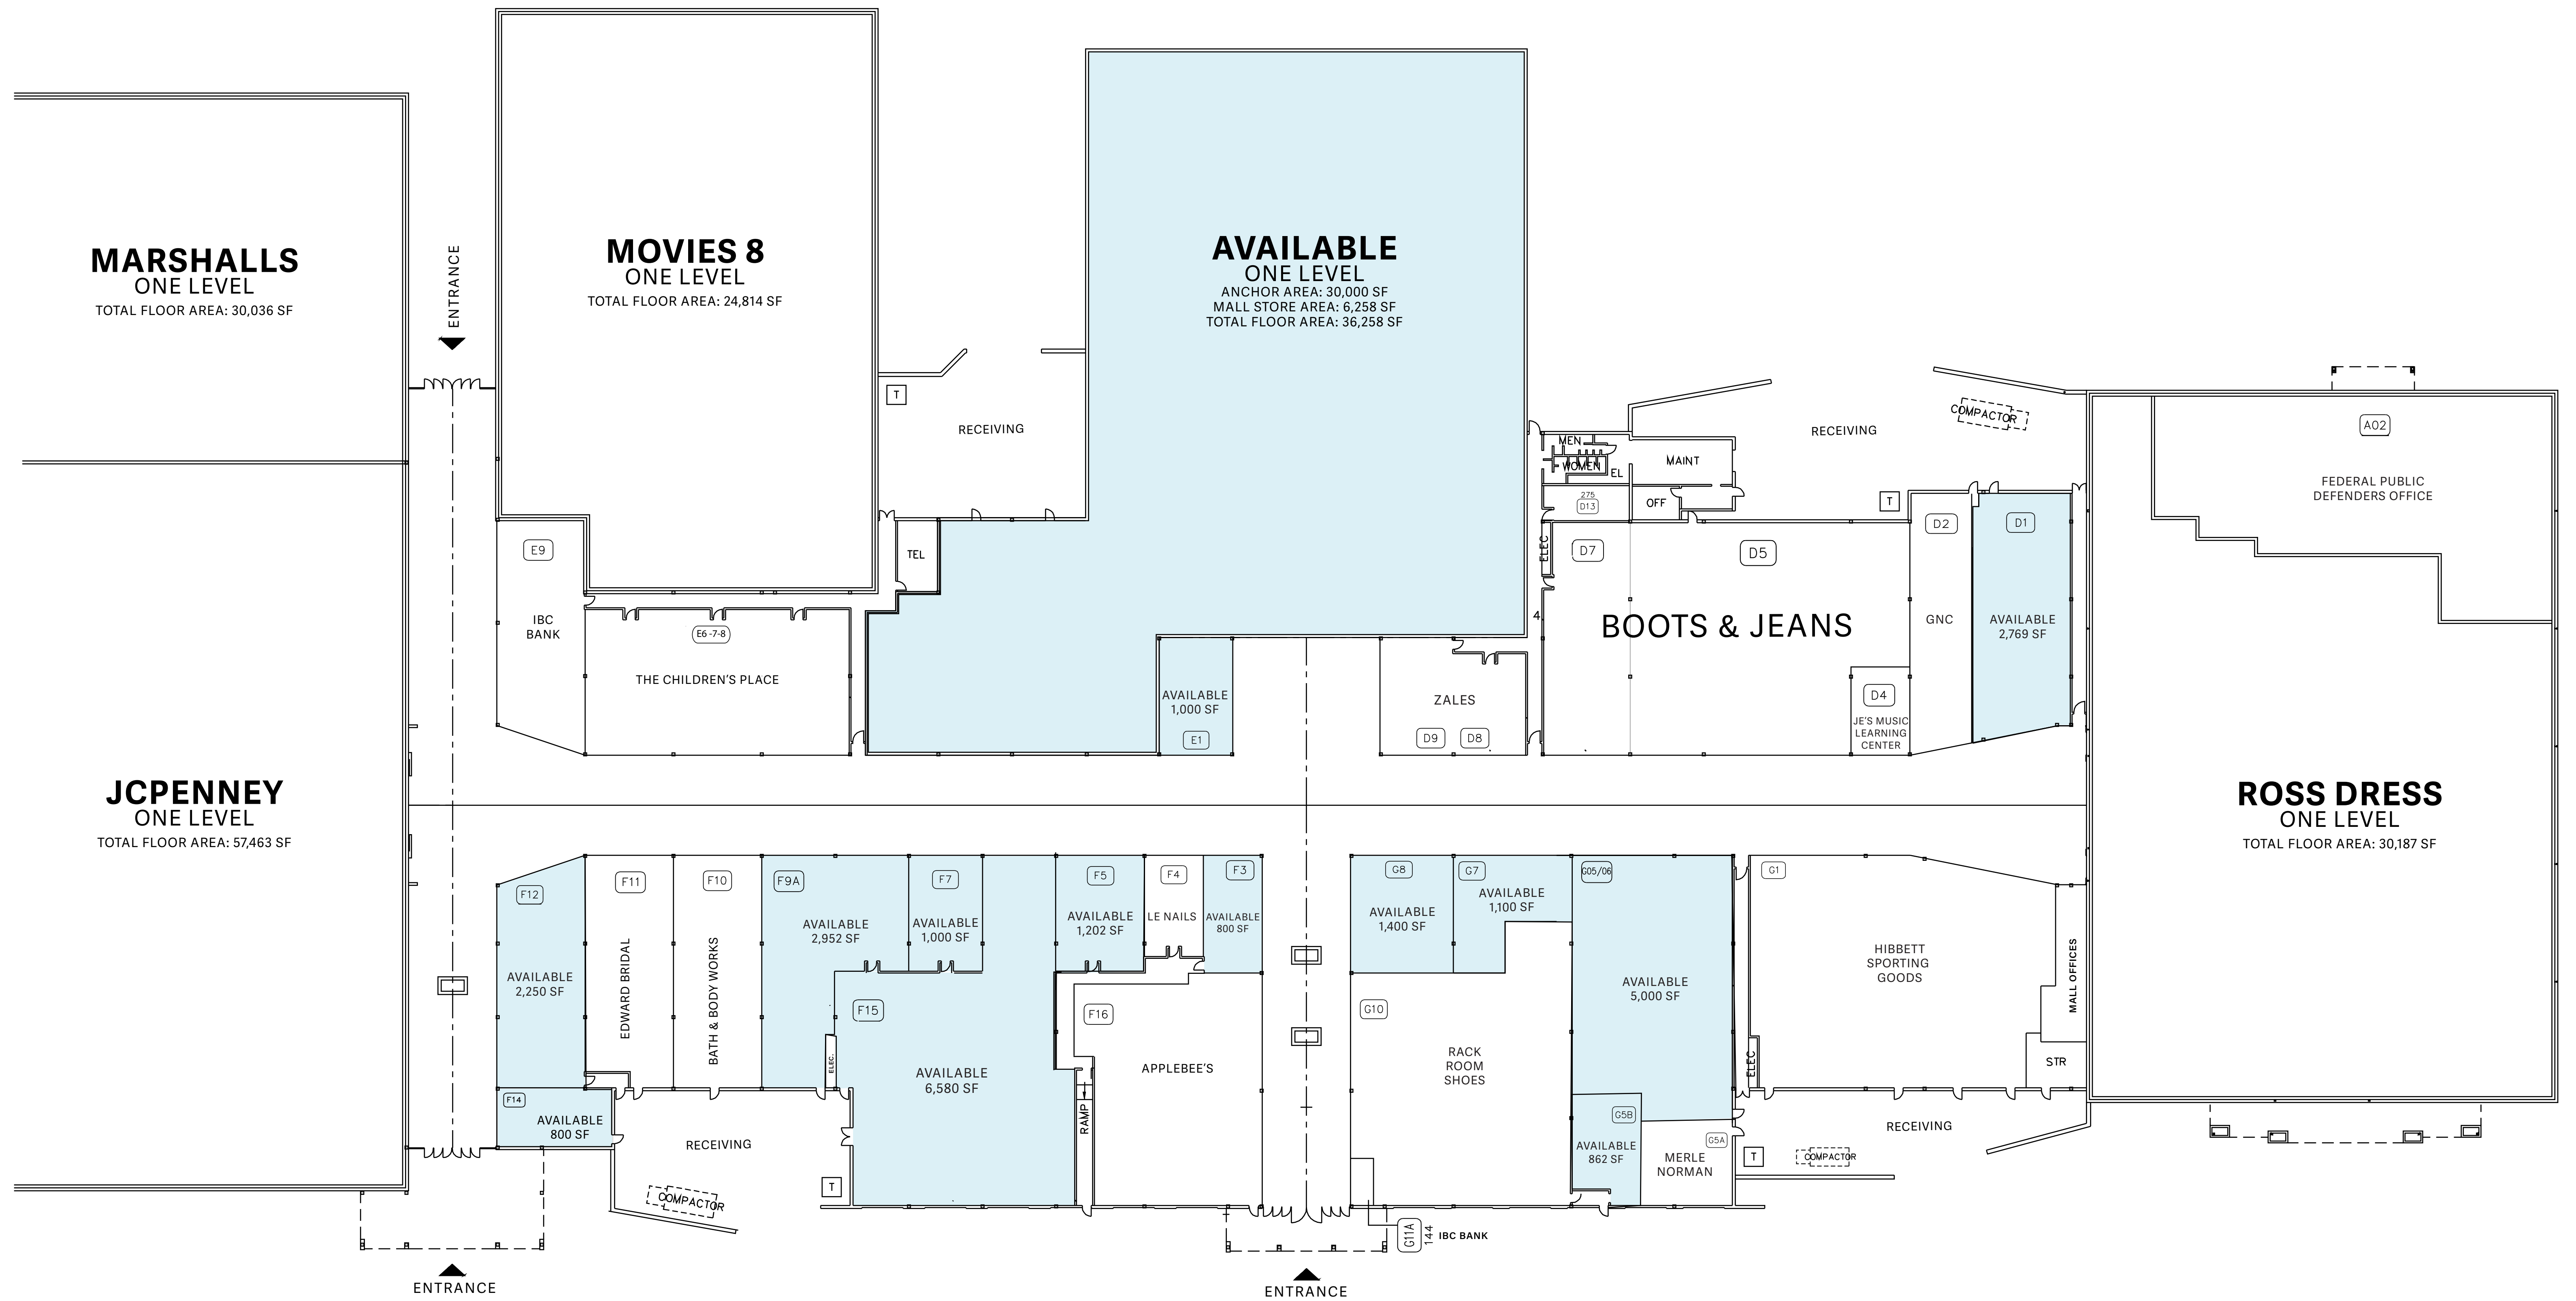 MARSHALLS
ONE LEVEL
TOTAL FLOOR AREA: 30,036 SF
ENTRANCE
MOVIES 8
ONE LEVEL
TOTAL FLOOR AREA: 24,814 SF
AVAILABLE
ONE LEVEL
ANCHOR AREA: 30,000 SF
MALL STORE AREA: 6,258 SF
TOTAL FLOOR AREA: 36,258 SF
T
RECEIVING
TEL
MEN
WOMEN
EL
MAINT
275
D13
OFF
ELEC
RECEIVING
COMPACTOR
T
A02
FEDERAL PUBLIC
DEFENDERS OFFICE
E9
IBC
BANK
E6-7-8
THE CHILDREN'S PLACE
AVAILABLE
1,000 SF
E1
ZALES
D9
D8
4
D7
D5
BOOTS & JEANS
D4
JE'S MUSIC
LEARNING
CENTER
D2
GNC
D1
AVAILABLE
2,769 SF
JCPENNEY
ONE LEVEL
TOTAL FLOOR AREA: 57,463 SF
ROSS DRESS
ONE LEVEL
TOTAL FLOOR AREA: 30,187 SF
F12
AVAILABLE
2,250 SF
F14
AVAILABLE
800 SF
F11
EDWARD BRIDAL
F10
BATH & BODY WORKS
F9A
AVAILABLE
2,952 SF
ELEC.
F7
AVAILABLE
1,000 SF
F15
AVAILABLE
6,580 SF
F5
AVAILABLE
1,202 SF
F4
LE NAILS
F3
AVAILABLE
800 SF
F16
APPLEBEE'S
RAMP
RECEIVING
T
COMPACTOR
G8
AVAILABLE
1,400 SF
G7
AVAILABLE
1,100 SF
G10
RACK
ROOM
SHOES
G05/06
AVAILABLE
5,000 SF
G5B
AVAILABLE
862 SF
G5A
MERLE
NORMAN
G1
HIBBETT
SPORTING
GOODS
MALL OFFICES
STR
ELEC
T
COMPACTOR
RECEIVING
G11A
144
IBC BANK
ENTRANCE
ENTRANCE